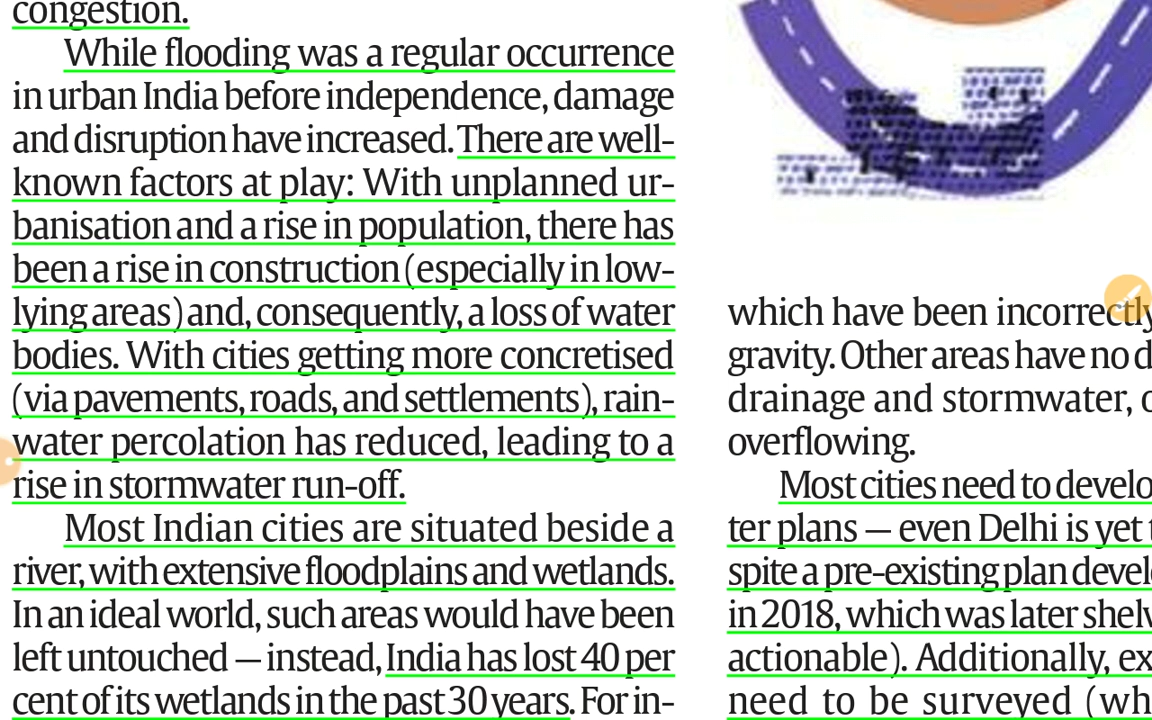 congestion.
While flooding was a regular occurrence
in urban India before independence, damage
and disruption have increased. There are well-
known factors at play: With unplanned ur-
banisation and a rise in population, there has
been a rise in construction (especially in low-
lying areas) and, consequently, a loss of water
bodies. With cities getting more concretised
(via pavements, roads, and settlements), rain-
water percolation has reduced, leading to a
rise in stormwater run-off.
Most Indian cities are situated beside a
river, with extensive floodplains and wetlands.
In an ideal world, such areas would have been
left untouched — instead, India has lost 40 per
cent of its wetlands in the past 30 years. For in-
which have been incorrectly
gravity. Other areas have no d
drainage and stormwater, o
overflowing.
Most cities need to develo
ter plans — even Delhi is yet t
spite a pre-existing plan devel
in 2018, which was later shelv
actionable). Additionally, ex
need to be surveyed (wh